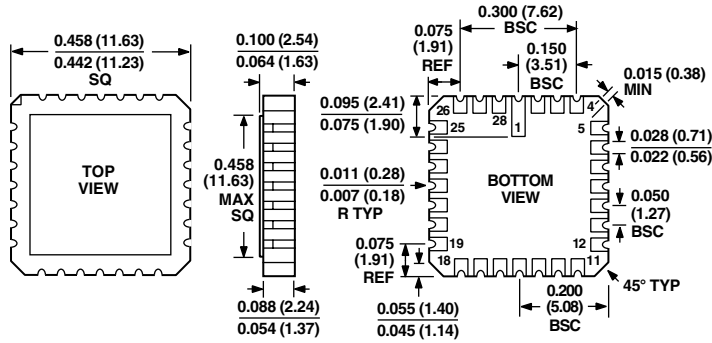 0.458 (11.63)
0.442 (11.23)
SQ
TOP
VIEW
0.100 (2.54)
0.064 (1.63)
0.458
(11.63)
MAX
SQ
0.088 (2.24)
0.054 (1.37)
0.075
(1.91)
REF
0.300 (7.62)
BSC
0.150
(3.51)
BSC
0.015 (0.38)
MIN
0.095 (2.41)
0.075 (1.90)
26
28
4
25
1
5
0.028 (0.71)
0.022 (0.56)
0.011 (0.28)
0.007 (0.18)
R TYP
BOTTOM
VIEW
0.050
(1.27)
BSC
0.075
(1.91)
REF
19
12
18
11
45° TYP
0.055 (1.40)
0.045 (1.14)
0.200
(5.08)
BSC